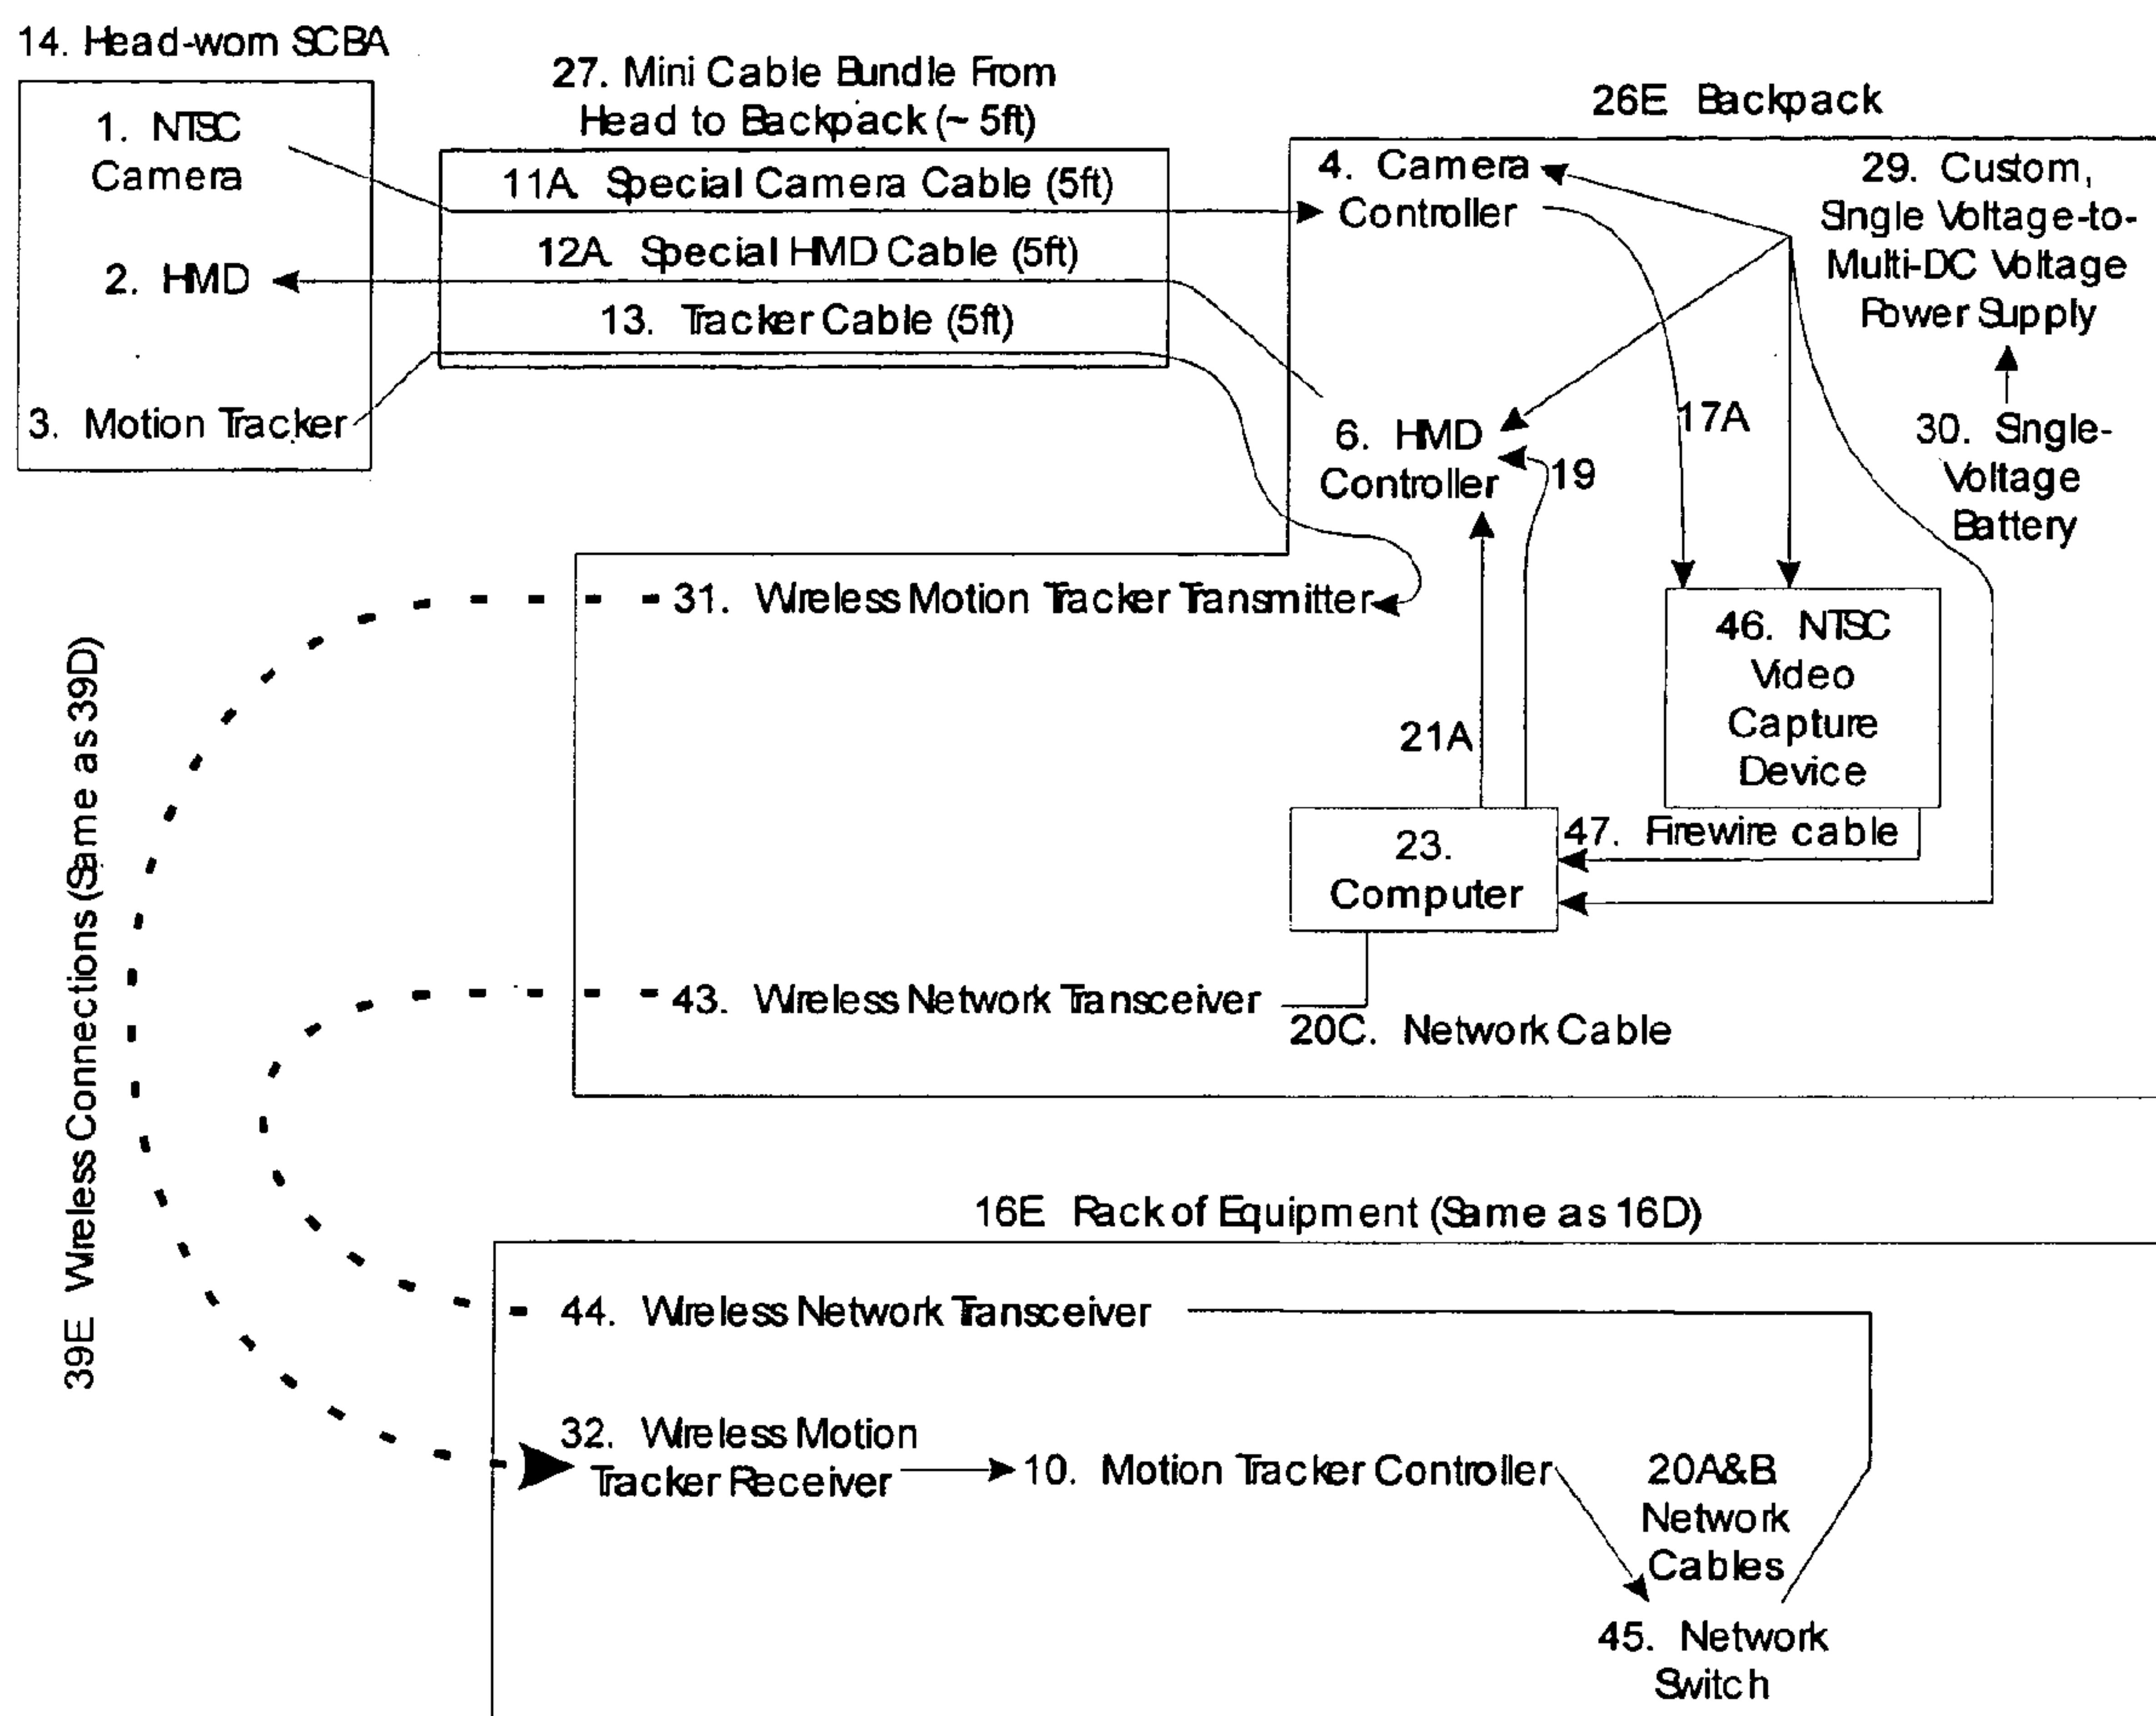 14. Head-worn SCBA
1. NTSC
Camera
2. HMD
3. Motion Tracker
27. Mini Cable Bundle From
Head to Backpack (~ 5ft)
11A. Special Camera Cable (5ft)
12A. Special HMD Cable (5ft)
13. Tracker Cable (5ft)
26E Backpack
4. Camera
Controller
29. Custom,
Single Voltage-to-
Multi-DC Voltage
Power Supply
30. Single-
Voltage
Battery
17A
6. HMD
Controller
19
31. Wireless Motion Tracker Transmitter
46. NTSC
Video
Capture
Device
21A
47. Firewire cable
23.
Computer
43. Wireless Network Transceiver
20C. Network Cable
39E Wireless Connections (Same as 39D)
16E Rack of Equipment (Same as 16D)
44. Wireless Network Transceiver
32. Wireless Motion
Tracker Receiver
10. Motion Tracker Controller
20A&B
Network
Cables
45. Network
Switch